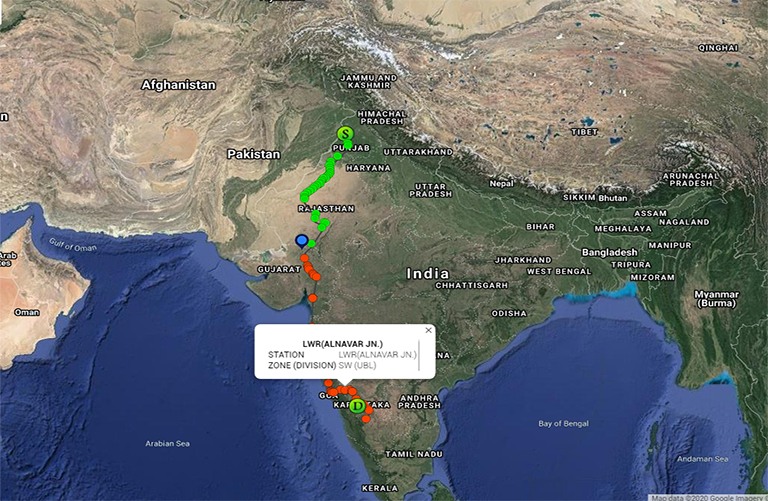 QINGHAI
Afghanistan
JAMMU AND
KASHMIR
n
HIMACHAL
PRADESH
S
TIBET
PUNJAB
UTTARAKHAND
Pakistan
HARYANA
ARUNACHAL
PRADESH
UTTAR
PRADESH
Nepal
SIKKIM Bhutan
RAJASTHAN
ASSAM
NAGALAND
BIHAR
MEGHALAYA
Gulf of Oman
MANIPUR
Bangladesh
JHARKHAND
TRIPURA
GUJARAT
India
WEST BENGAL
MIZORAM
CHHATTISGARH
Myanmar
(Burma)
Oman
ODISHA
LWR(ALNAVAR JN.)
STATION LWR(ALNAVAR JN.)
ZONE (DIVISION) SW (UBL)
ANA
D
ANDHRA
PRADESH
Bay of Bengal
Arabian Sea
TAMIL NADU
Andaman Sea
KERALA
Map data ©2020 Google Imagery